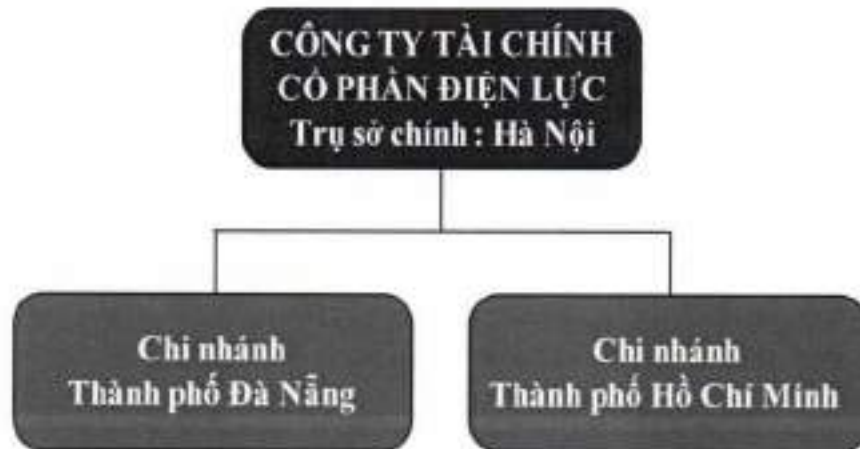 CÔNG TY TÀI CHÍNH
CỔ PHẦN ĐIỆN LỰC
Trụ sở chính : Hà Nội
Chi nhánh
Thành phố Đà Nẵng
Chi nhánh
Thành phố Hồ Chí Minh